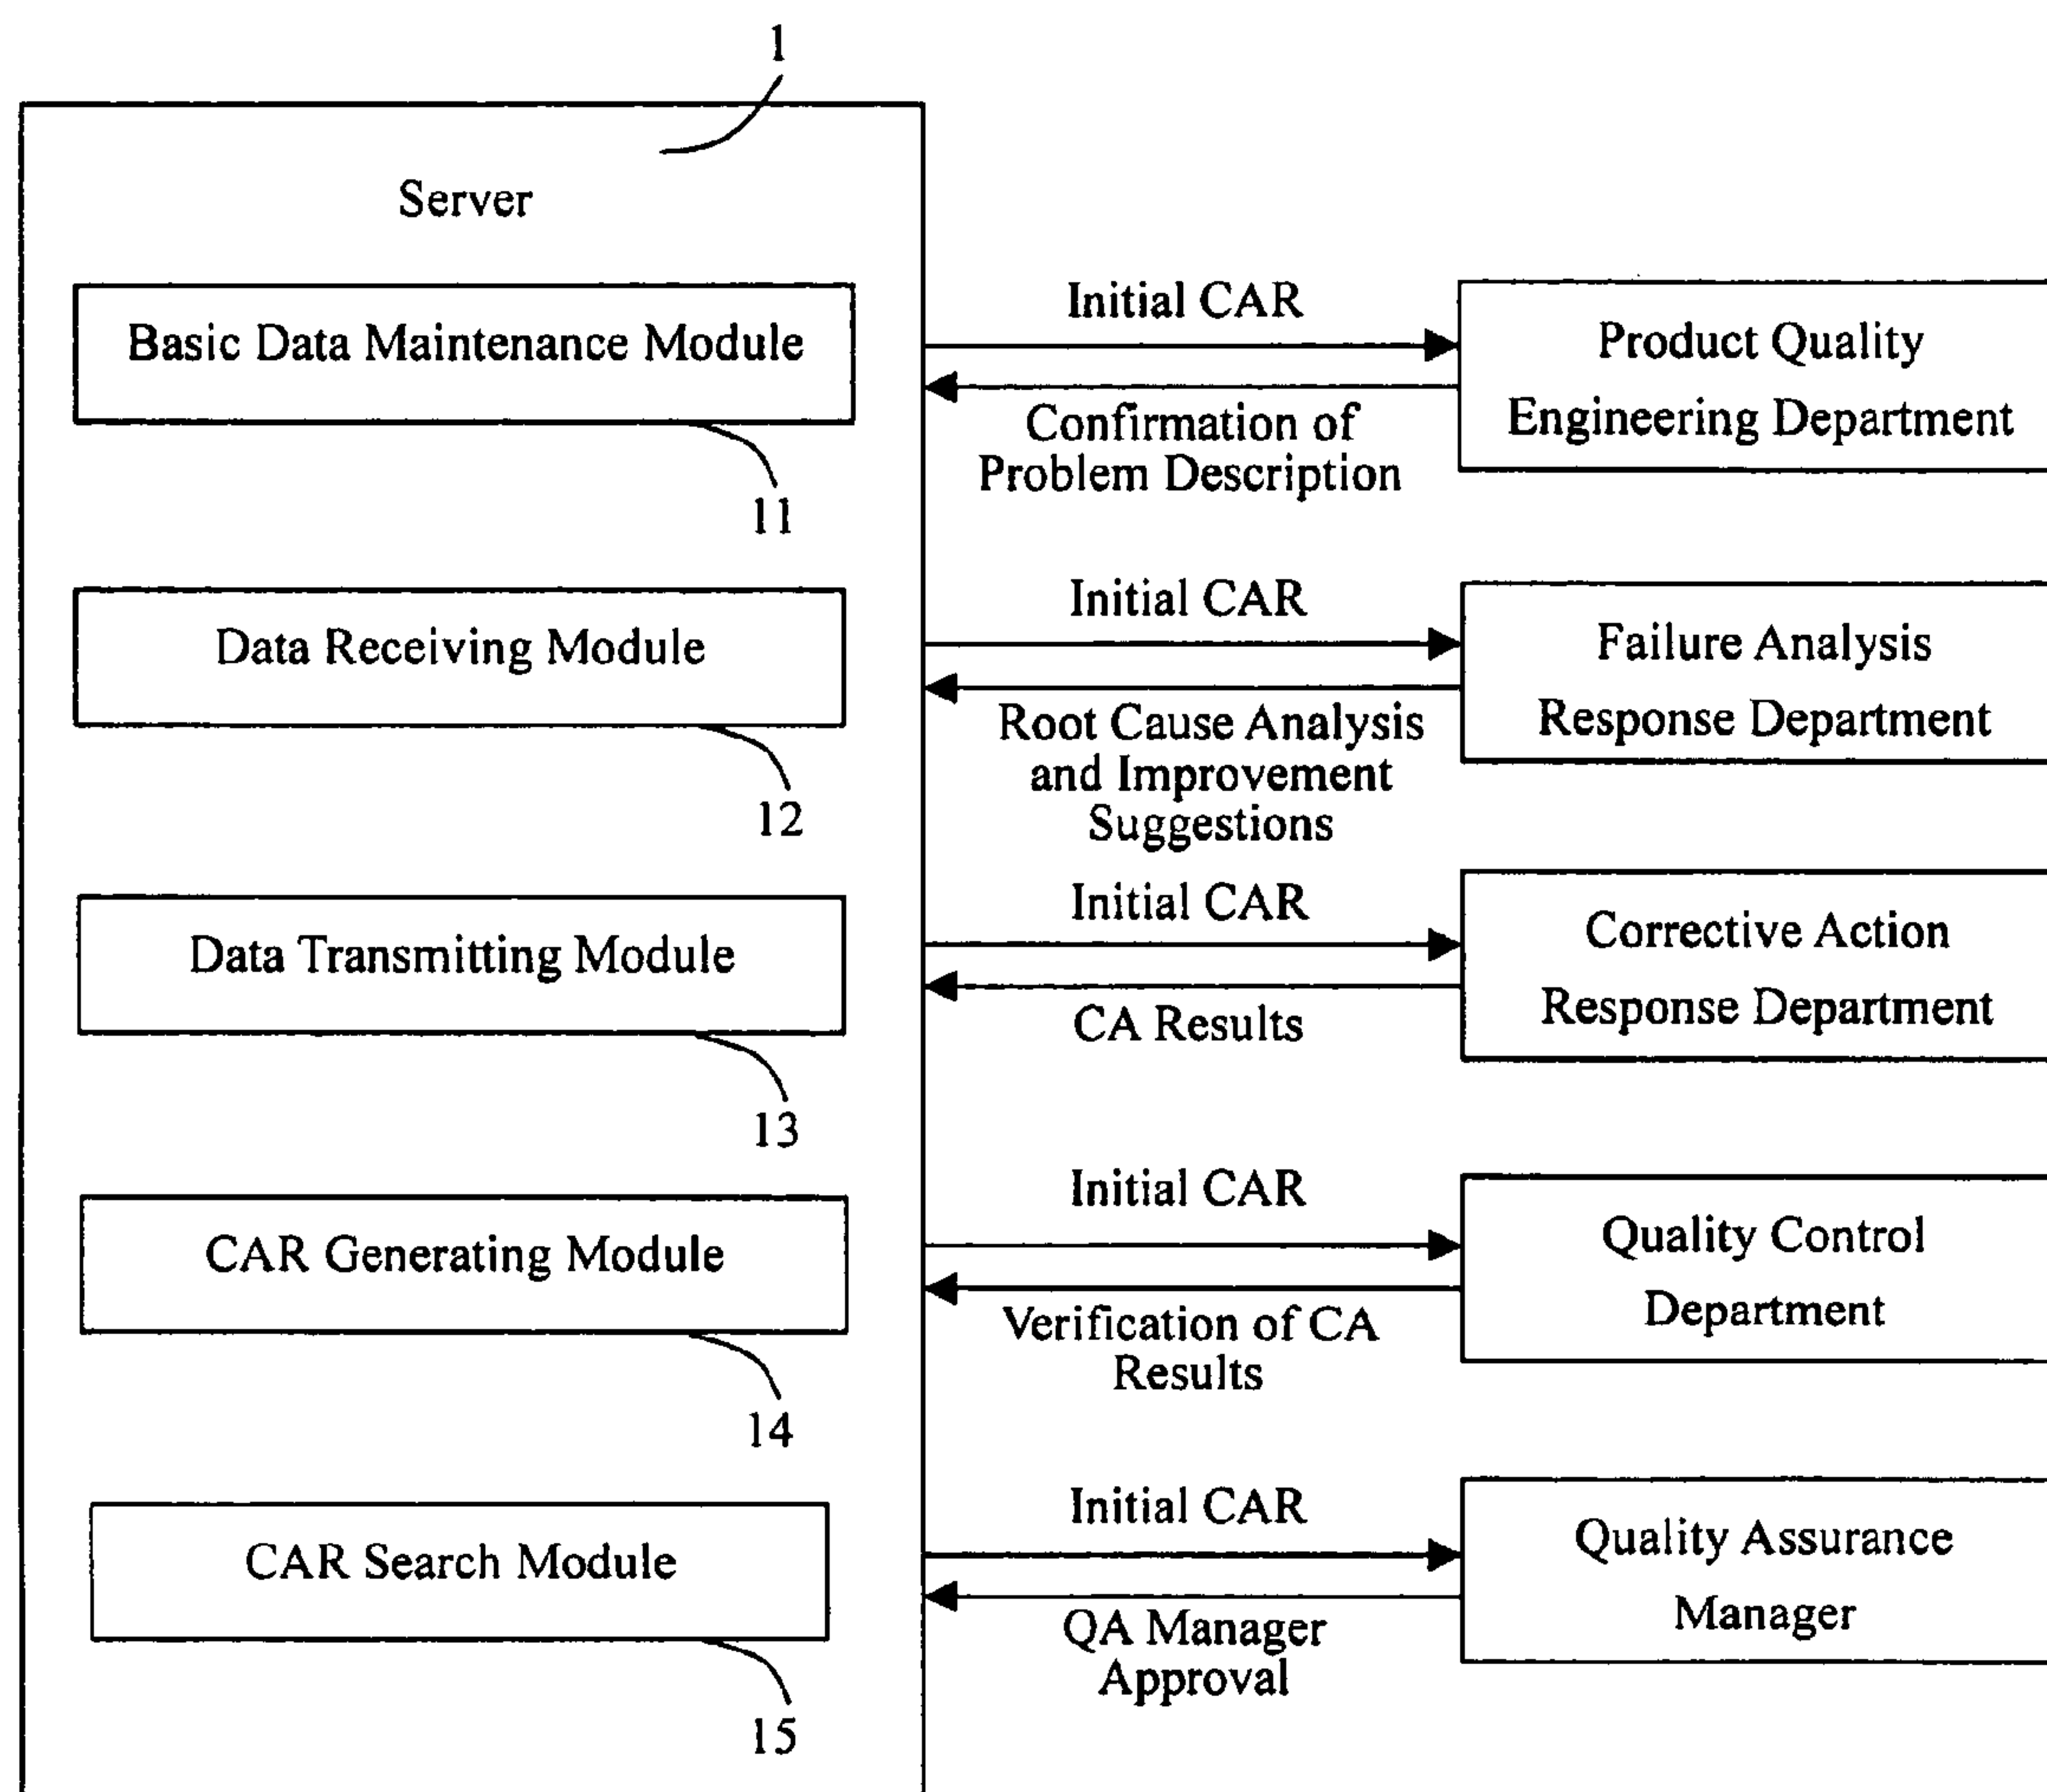 1
Server
Basic Data Maintenance Module
11
Data Receiving Module
12
Data Transmitting Module
13
CAR Generating Module
14
CAR Search Module
15
Initial CAR
Confirmation of
Problem Description
Product Quality
Engineering Department
Initial CAR
Root Cause Analysis
and Improvement
Suggestions
Failure Analysis
Response Department
Initial CAR
CA Results
Corrective Action
Response Department
Initial CAR
Verification of CA
Results
Quality Control
Department
Initial CAR
QA Manager
Approval
Quality Assurance
Manager